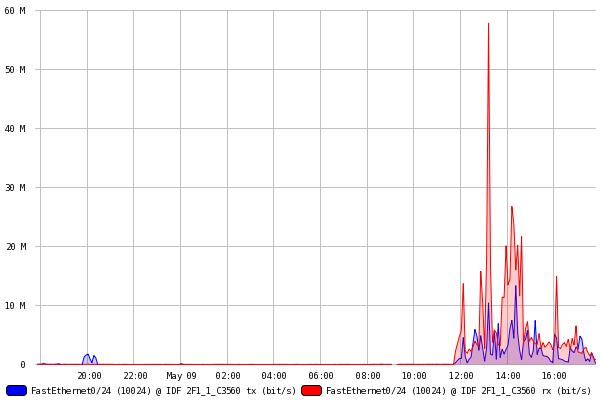 60 M
50 M
40 M
30 M
20 M
10 M
0
20:00 22:00 May 09 02:00 04:00 06:00 08:00 10:00 12:00 14:00 16:00
FastEthernet0/24 (10024) @ IDF 2F1_1_C3560 tx (bit/s) FastEthernet0/24 (10024) @ IDF 2F1_1_C3560 rx (bit/s)